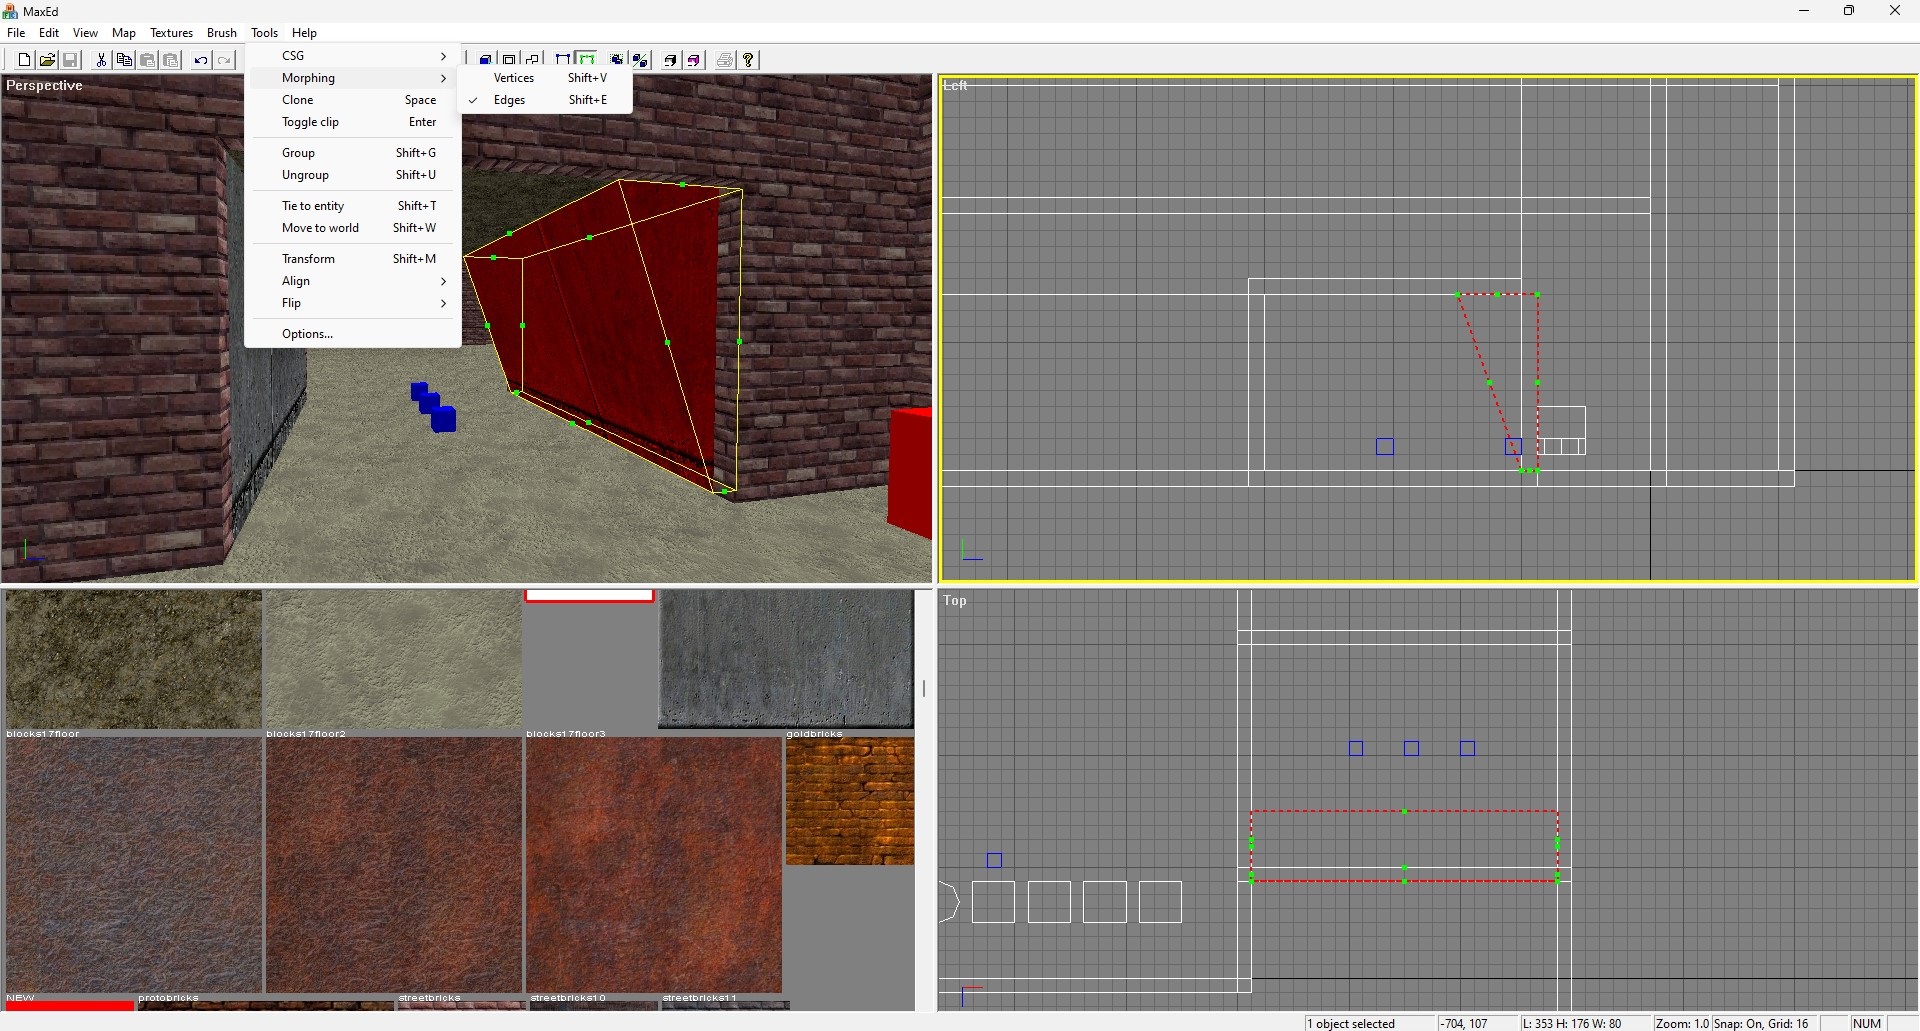 MaxEd
File Edit View Map Textures Brush Tools Help
Perspective
CSG
Morphing
Clone Space
Toggle clip Enter
Group Shift+G
Ungroup Shift+U
Tie to entity Shift+T
Move to world Shift+W
Transform Shift+M
Align
Flip
Options...
Vertices Shift+V
Edges Shift+E
Left
blocks17floor blocks17floor2 blocks17floor3 goldbricks
NEW protobricks streetbricks streetbricks10 streetbricks11
Top
1 object selected -704, 107 L: 353 H: 176 W: 80 Zoom: 1.0 Snap: On, Grid: 16 NUM